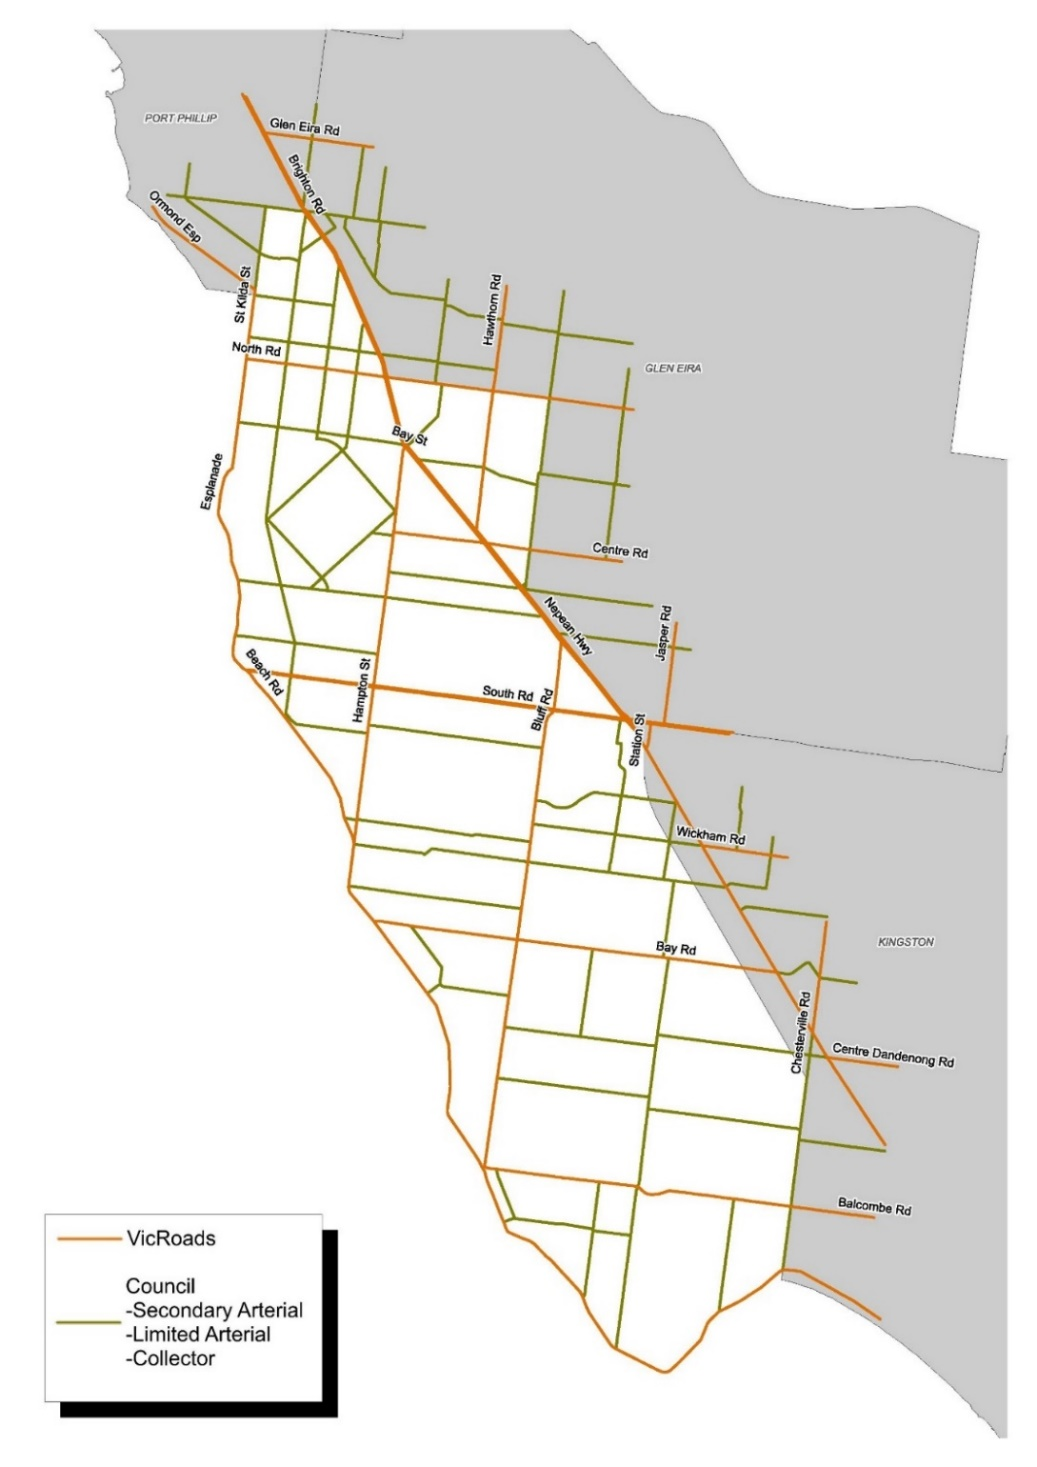 PORT PHILLIP
Glen Eira Rd
Brighton Rd
Ormond Esp
St Kilda St
Hawthorn Rd
North Rd
GLEN EIRA
Bay St
Esplanade
Centre Rd
Nepean Hwy
Jasper Rd
Beach Rd
Hampton St
South Rd
Bluff Rd
Station St
Wickham Rd
KINGSTON
Bay Rd
Chesterville Rd
Centre Dandenong Rd
Balcombe Rd
VicRoads
Council
-Secondary Arterial
-Limited Arterial
-Collector